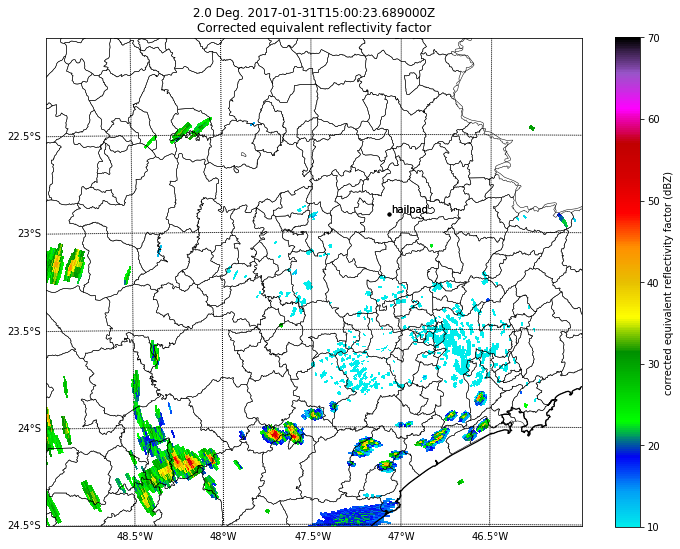 2.0 Deg. 2017-01-31T15:00:23.689000Z
Corrected equivalent reflectivity factor
70
60
50
40
30
20
10
corrected equivalent reflectivity factor (dBZ)
22.5°S
23°S
23.5°S
24°S
24.5°S
hailpad
48.5°W
48°W
47.5°W
47°W
46.5°W